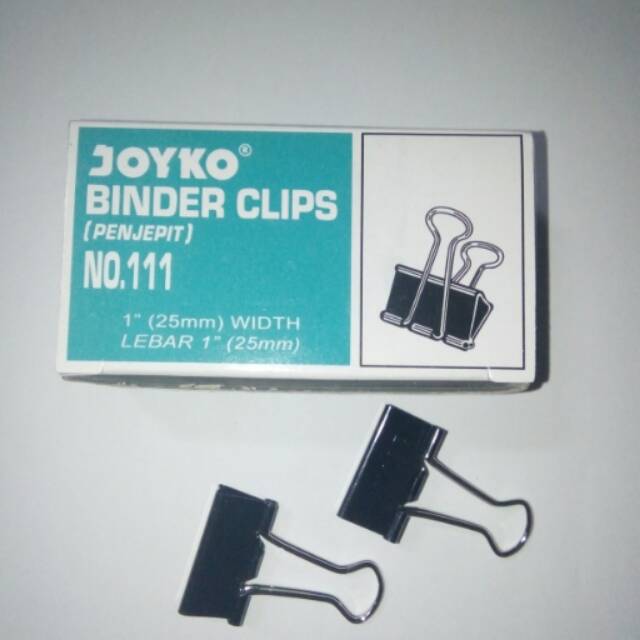 JOYKO®
BINDER CLIPS
(PENJEPIT)
NO.111
1" (25mm) WIDTH
LEBAR 1" (25mm)